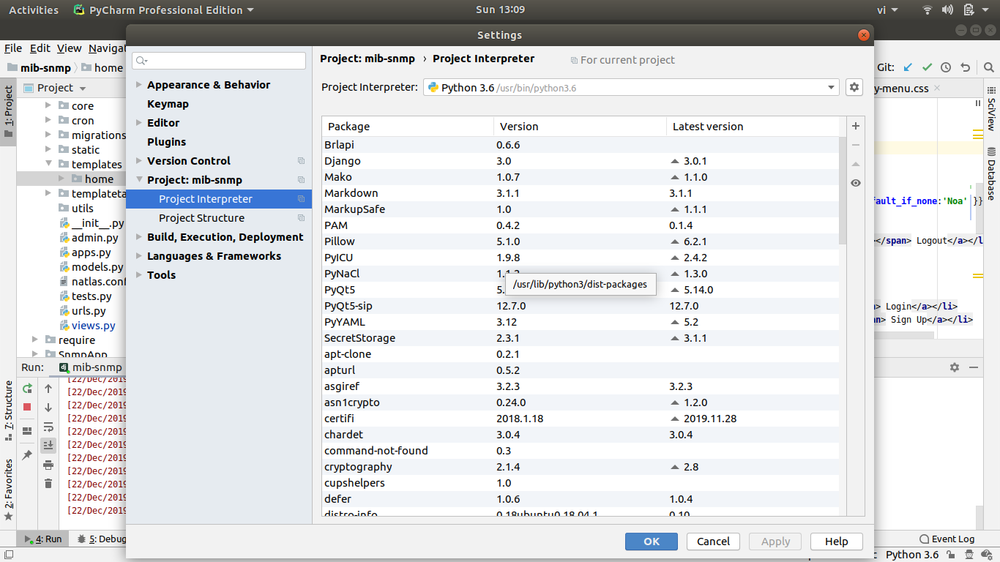 Activities PyCharm Professional Edition Sun 13:09 vi
Settings
File Edit View Navigat
mib-snmp home
Git:
Project: mib-snmp › Project Interpreter For current project
Project Interpreter: Python 3.6 /usr/bin/python3.6
Appearance & Behavior
Keymap
Editor
Plugins
Version Control
Project: mib-snmp
Project Interpreter
Project Structure
Build, Execution, Deployment
Languages & Frameworks
Tools
1: Project
7: Structure
2: Favorites
Project
core
cron
migrations
static
templates
home
templateta
utils
__init__.py
admin.py
apps.py
models.py
natlas.conf
tests.py
urls.py
views.py
require
SnmpApp
Package Version Latest version
Brlapi 0.6.6
Django 3.0 3.0.1
Mako 1.0.7 1.1.0
Markdown 3.1.1 3.1.1
MarkupSafe 1.0 1.1.1
PAM 0.4.2 0.1.4
Pillow 5.1.0 6.2.1
PyICU 1.9.8 2.4.2
PyNaCl 1.1.2 1.3.0
/usr/lib/python3/dist-packages
PyQt5 5. 5.14.0
PyQt5-sip 12.7.0 12.7.0
PyYAML 3.12 5.2
SecretStorage 2.3.1 3.1.1
apt-clone 0.2.1
apturl 0.5.2
asgiref 3.2.3 3.2.3
asn1crypto 0.24.0 1.2.0
certifi 2018.1.18 2019.11.28
chardet 3.0.4 3.0.4
command-not-found 0.3
cryptography 2.1.4 2.8
cupshelpers 1.0
defer 1.0.6 1.0.4
distro-info 0.18ubuntu0.18.04.1 0.10
OK Cancel Apply Help
y-menu.css
fault_if_none:'Noa' }}
></span> Logout</a></l
n> Login</a></li>
an> Sign Up</a></li>
SciView
Database
Run: mib-snmp
[22/Dec/2019
[22/Dec/2019
[22/Dec/2019
[22/Dec/2019
[22/Dec/2019
[22/Dec/2019
[22/Dec/2019
[22/Dec/2019
[22/Dec/2019
[22/Dec/2019
[22/Dec/2019
4: Run 5: Debug
Event Log
Python 3.6